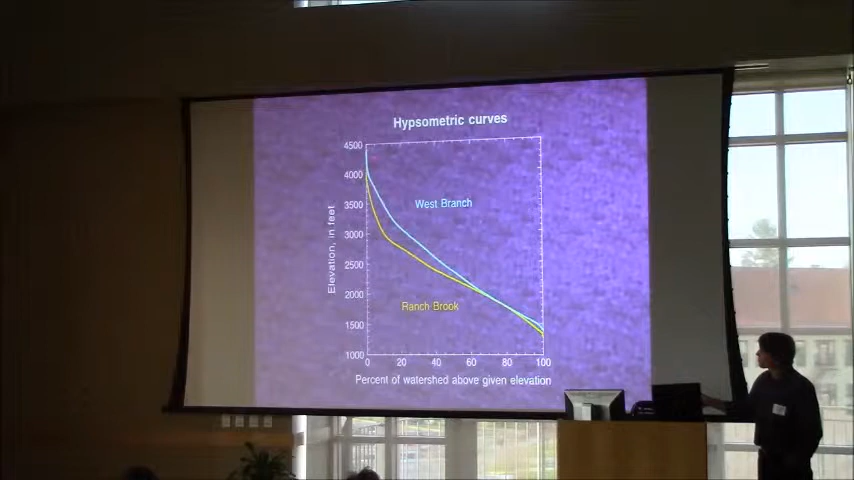 Hypsometric curves
4500
4000
3500
3000
2500
2000
1500
1000
Elevation, in feet
West Branch
Ranch Brook
0 20 40 60 80 100
Percent of watershed above given elevation